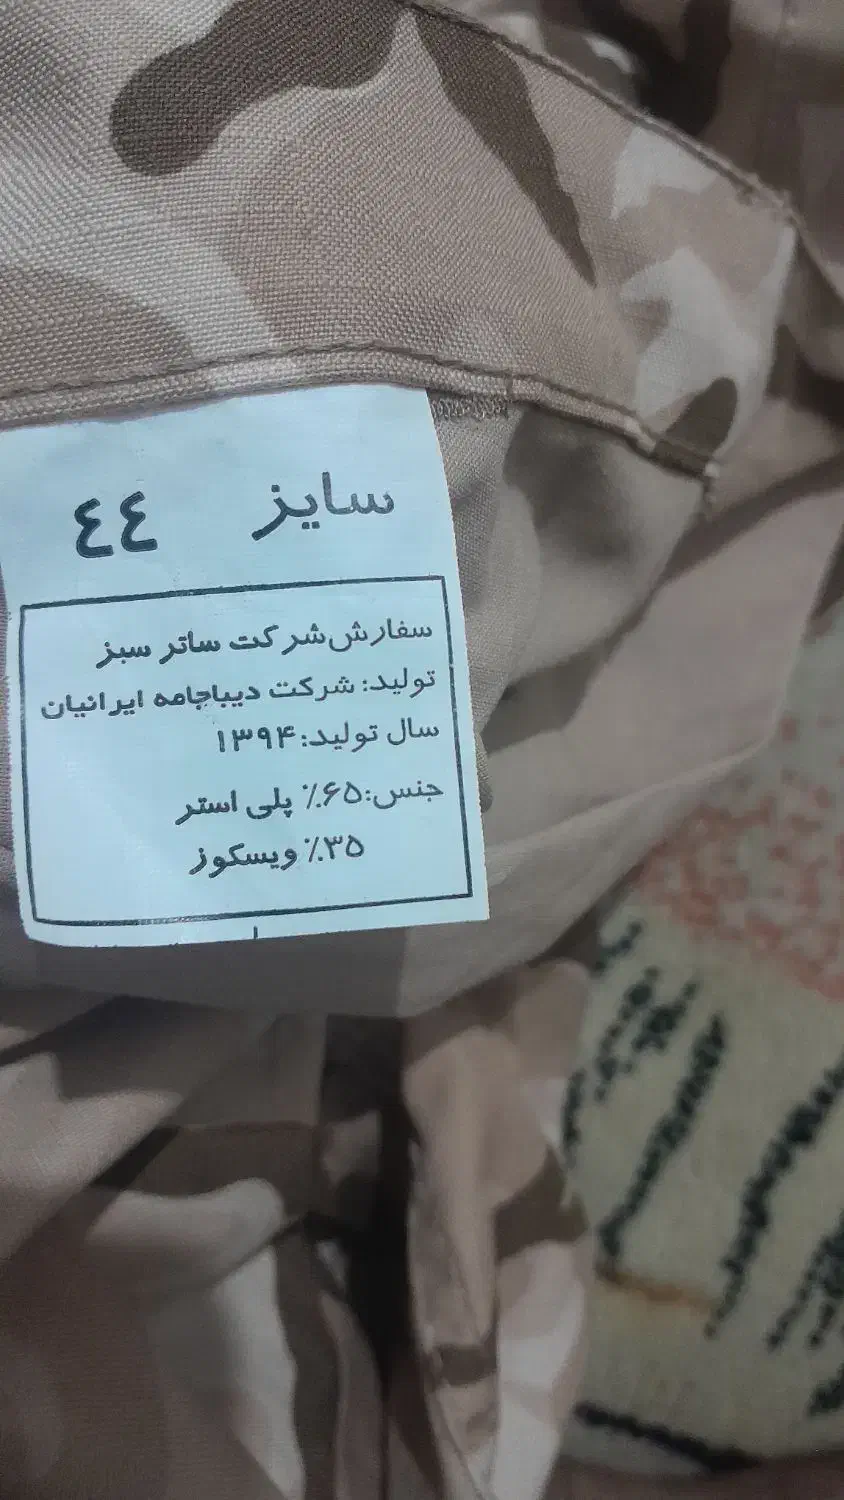 سایز ٤٤
سفارش شرکت ساتر سبز
تولید: شرکت دیباجامه ایرانیان
سال تولید: ۱۳۹۴
جنس: ۶۵٪ پلی استر
۳۵٪ ویسکوز